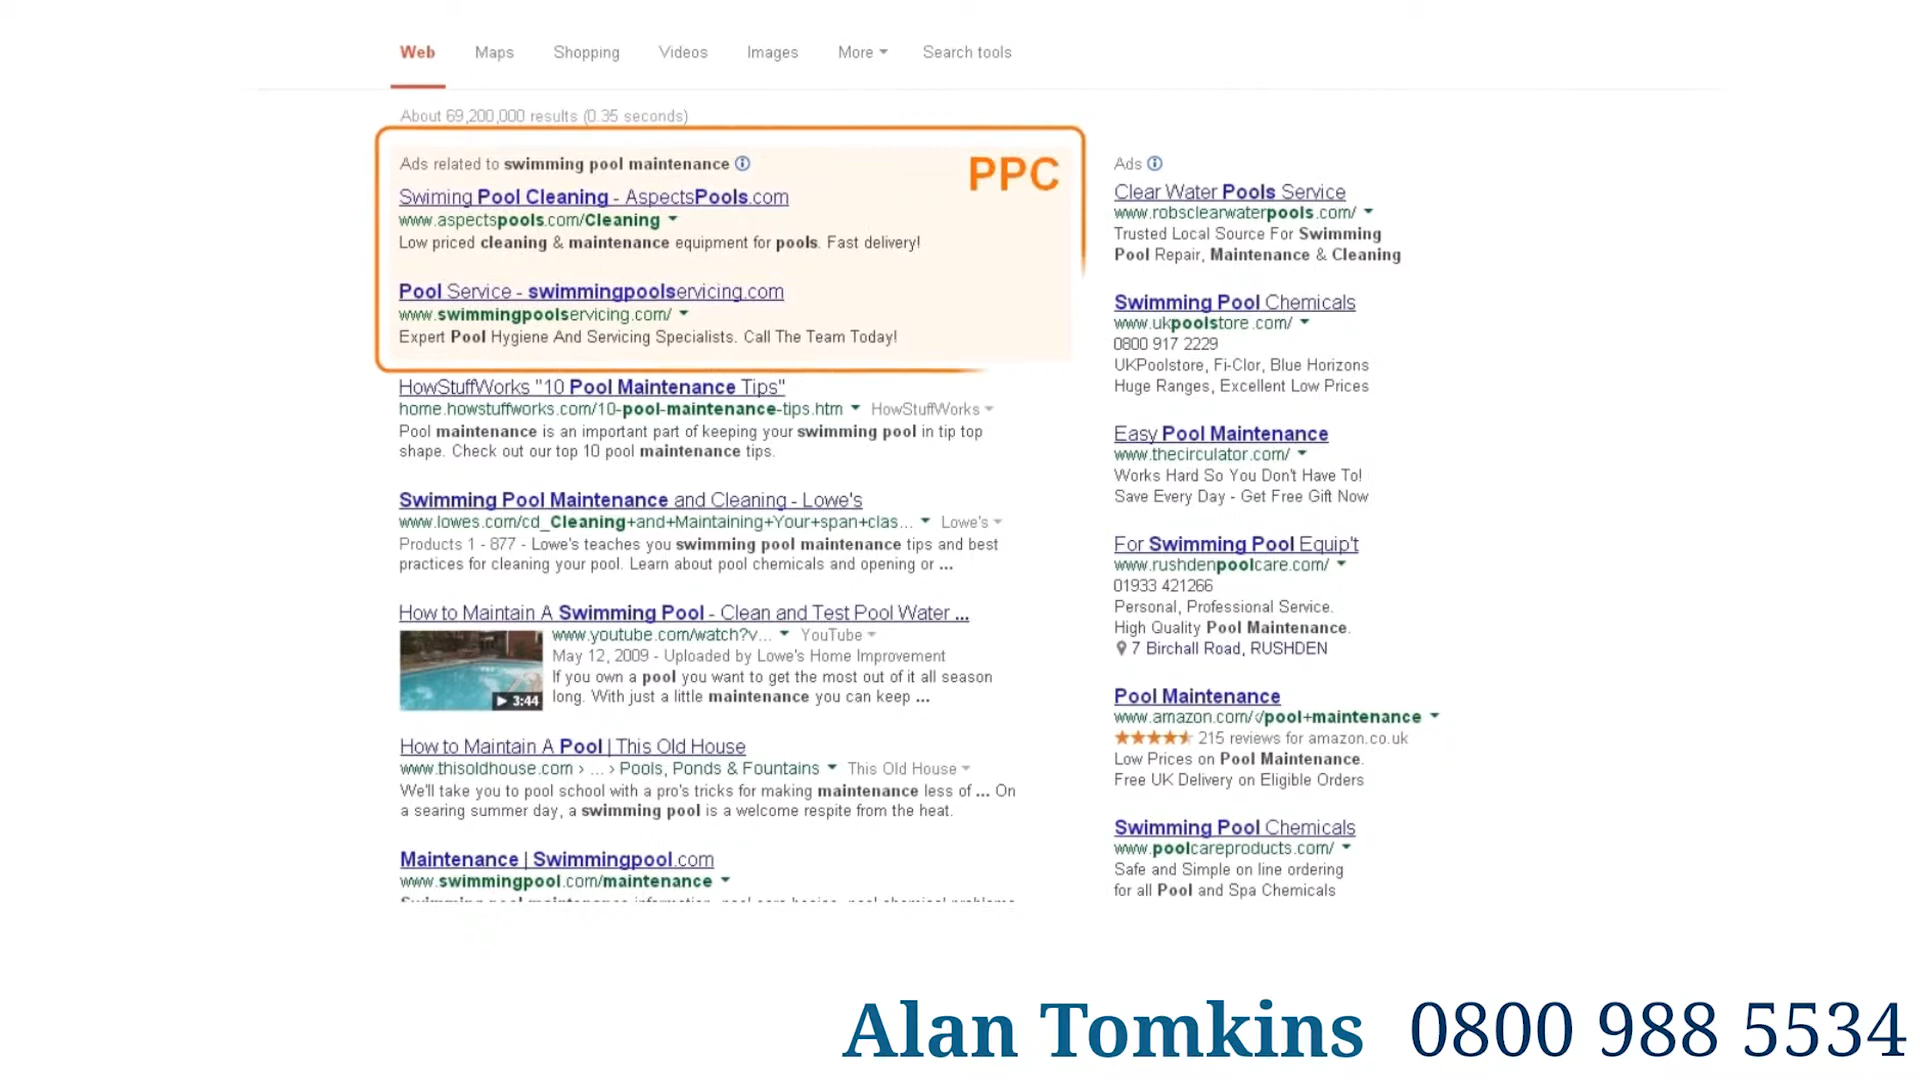 Web Maps Shopping Videos Images More Search tools
About 69,200,000 results (0.35 seconds)
Ads related to swimming pool maintenance
PPC
Swiming Pool Cleaning - AspectsPools.com
www.aspectspools.com/Cleaning
Low priced cleaning & maintenance equipment for pools. Fast delivery!
Pool Service - swimmingpoolservicing.com
www.swimmingpoolservicing.com/
Expert Pool Hygiene And Servicing Specialists. Call The Team Today!
HowStuffWorks "10 Pool Maintenance Tips"
home.howstuffworks.com/10-pool-maintenance-tips.htm HowStuffWorks
Pool maintenance is an important part of keeping your swimming pool in tip top
shape. Check out our top 10 pool maintenance tips.
Swimming Pool Maintenance and Cleaning - Lowe's
www.lowes.com/cd_Cleaning+and+Maintaining+Your+span+clas... Lowe's
Products 1 - 877 - Lowe's teaches you swimming pool maintenance tips and best
practices for cleaning your pool. Learn about pool chemicals and opening or ...
How to Maintain A Swimming Pool - Clean and Test Pool Water ...
www.youtube.com/watch?v... YouTube
May 12, 2009 - Uploaded by Lowe's Home Improvement
If you own a pool you want to get the most out of it all season
long. With just a little maintenance you can keep ...
3:44
How to Maintain A Pool | This Old House
www.thisoldhouse.com › ... › Pools, Ponds & Fountains This Old House
We'll take you to pool school with a pro's tricks for making maintenance less of ... On
a searing summer day, a swimming pool is a welcome respite from the heat.
Maintenance | Swimmingpool.com
www.swimmingpool.com/maintenance
Ads
Clear Water Pools Service
www.robsclearwaterpools.com/
Trusted Local Source For Swimming
Pool Repair, Maintenance & Cleaning
Swimming Pool Chemicals
www.ukpoolstore.com/
0800 917 2229
UKPoolstore, Fi-Clor, Blue Horizons
Huge Ranges, Excellent Low Prices
Easy Pool Maintenance
www.thecirculator.com/
Works Hard So You Don't Have To!
Save Every Day - Get Free Gift Now
For Swimming Pool Equip't
www.rushdenpoolcare.com/
01933 421266
Personal, Professional Service.
High Quality Pool Maintenance.
7 Birchall Road, RUSHDEN
Pool Maintenance
www.amazon.com/√pool+maintenance
215 reviews for amazon.co.uk
Low Prices on Pool Maintenance.
Free UK Delivery on Eligible Orders
Swimming Pool Chemicals
www.poolcareproducts.com/
Safe and Simple on line ordering
for all Pool and Spa Chemicals
Alan Tomkins 0800 988 5534